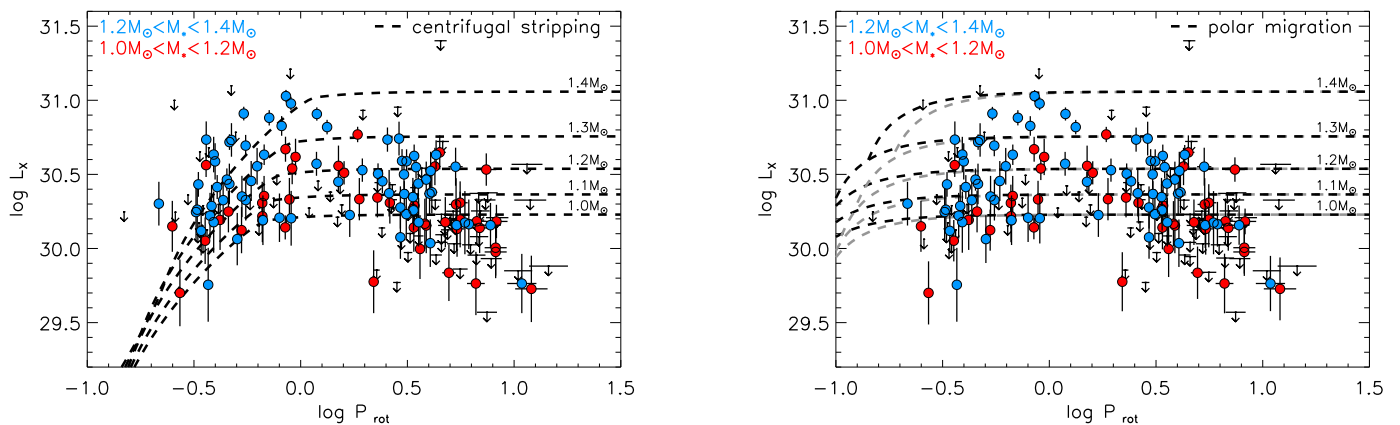 31.5
31.0
30.5
30.0
29.5
log Lx
1.2M☉<M*<1.4M☉
1.0M☉<M*<1.2M☉
centrifugal stripping
1.4M☉
1.3M☉
1.2M☉
1.1M☉
1.0M☉
−1.0 −0.5 0.0 0.5 1.0 1.5
log P rot
31.5
31.0
30.5
30.0
29.5
log Lx
1.2M☉<M*<1.4M☉
1.0M☉<M*<1.2M☉
polar migration
1.4M☉
1.3M☉
1.2M☉
1.1M☉
1.0M☉
−1.0 −0.5 0.0 0.5 1.0 1.5
log P rot